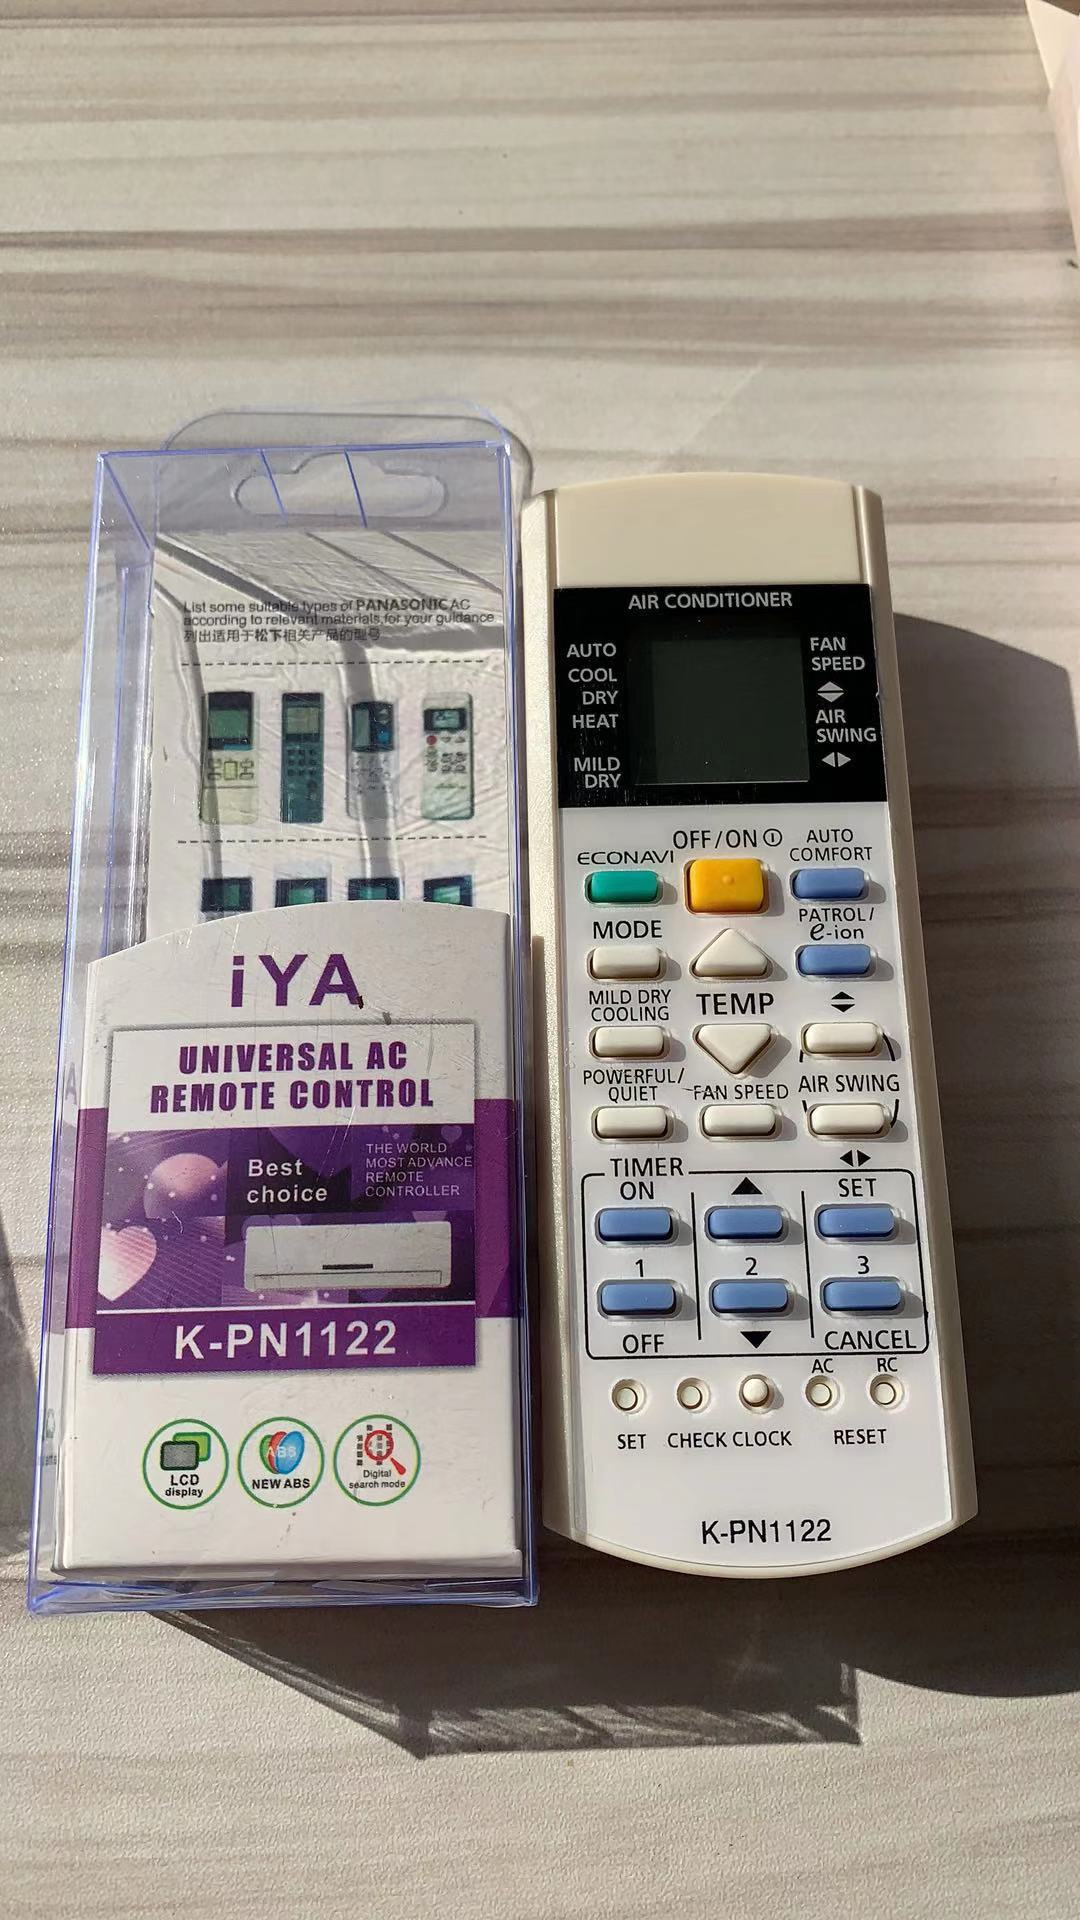 List some suitable types of PANASONIC AC
according to relevant materials, for your guidance
列出适用于松下相关产品的型号
iYA
UNIVERSAL AC
REMOTE CONTROL
Best
choice
THE WORLD
MOST ADVANCE
REMOTE
CONTROLLER
K-PN1122
LCD
display
ABS
NEW ABS
Digital
search mode
AIR CONDITIONER
AUTO
COOL
DRY
HEAT
MILD
DRY
FAN
SPEED
AIR
SWING
OFF/ON
ECONAVI
AUTO
COMFORT
MODE
PATROL/
e-ion
MILD DRY
COOLING
TEMP
POWERFUL/
QUIET
FAN SPEED
AIR SWING
TIMER
ON
SET
1
2
3
OFF
CANCEL
AC
RC
SET
CHECK
CLOCK
RESET
K-PN1122